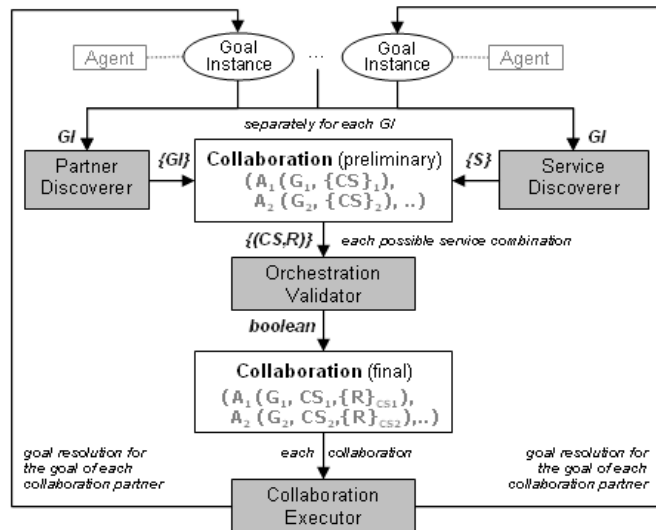 Agent
Goal
Instance
...
Goal
Instance
Agent
separately for each GI
GI
GI
Partner
Discoverer
{GI}
Collaboration (preliminary)
(A1 (G1, {CS}1),
A2 (G2, {CS}2), ..)
{S}
Service
Discoverer
{(CS,R)}
each possible service combination
Orchestration
Validator
boolean
Collaboration (final)
(A1 (G1, CS1,{R}CS1),
A2 (G2, CS2,{R}CS2),..)
goal resolution for
the goal of each
collaboration partner
each collaboration
goal resolution for
the goal of each
collaboration partner
Collaboration
Executor